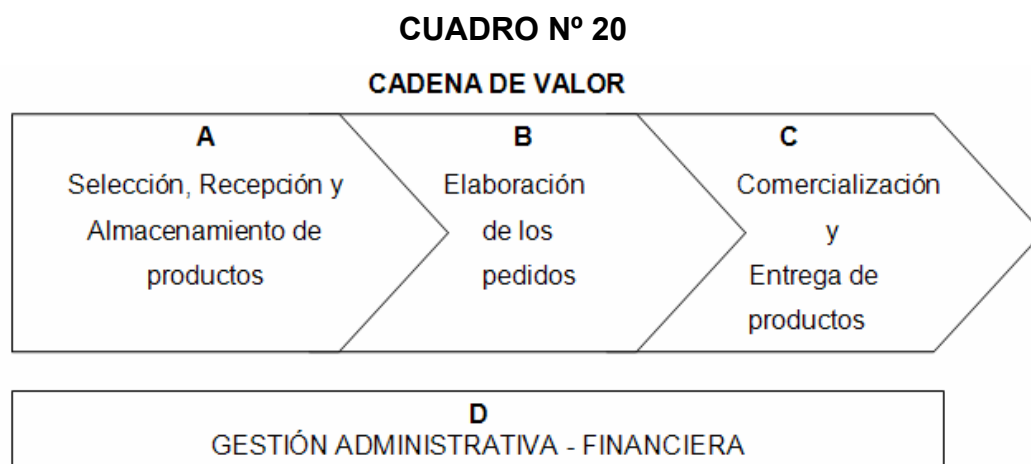 CUADRO Nº 20
CADENA DE VALOR
A
Selección, Recepción y
Almacenamiento de
productos
B
Elaboración
de los
pedidos
C
Comercialización
y
Entrega de
productos
D
GESTIÓN ADMINISTRATIVA - FINANCIERA